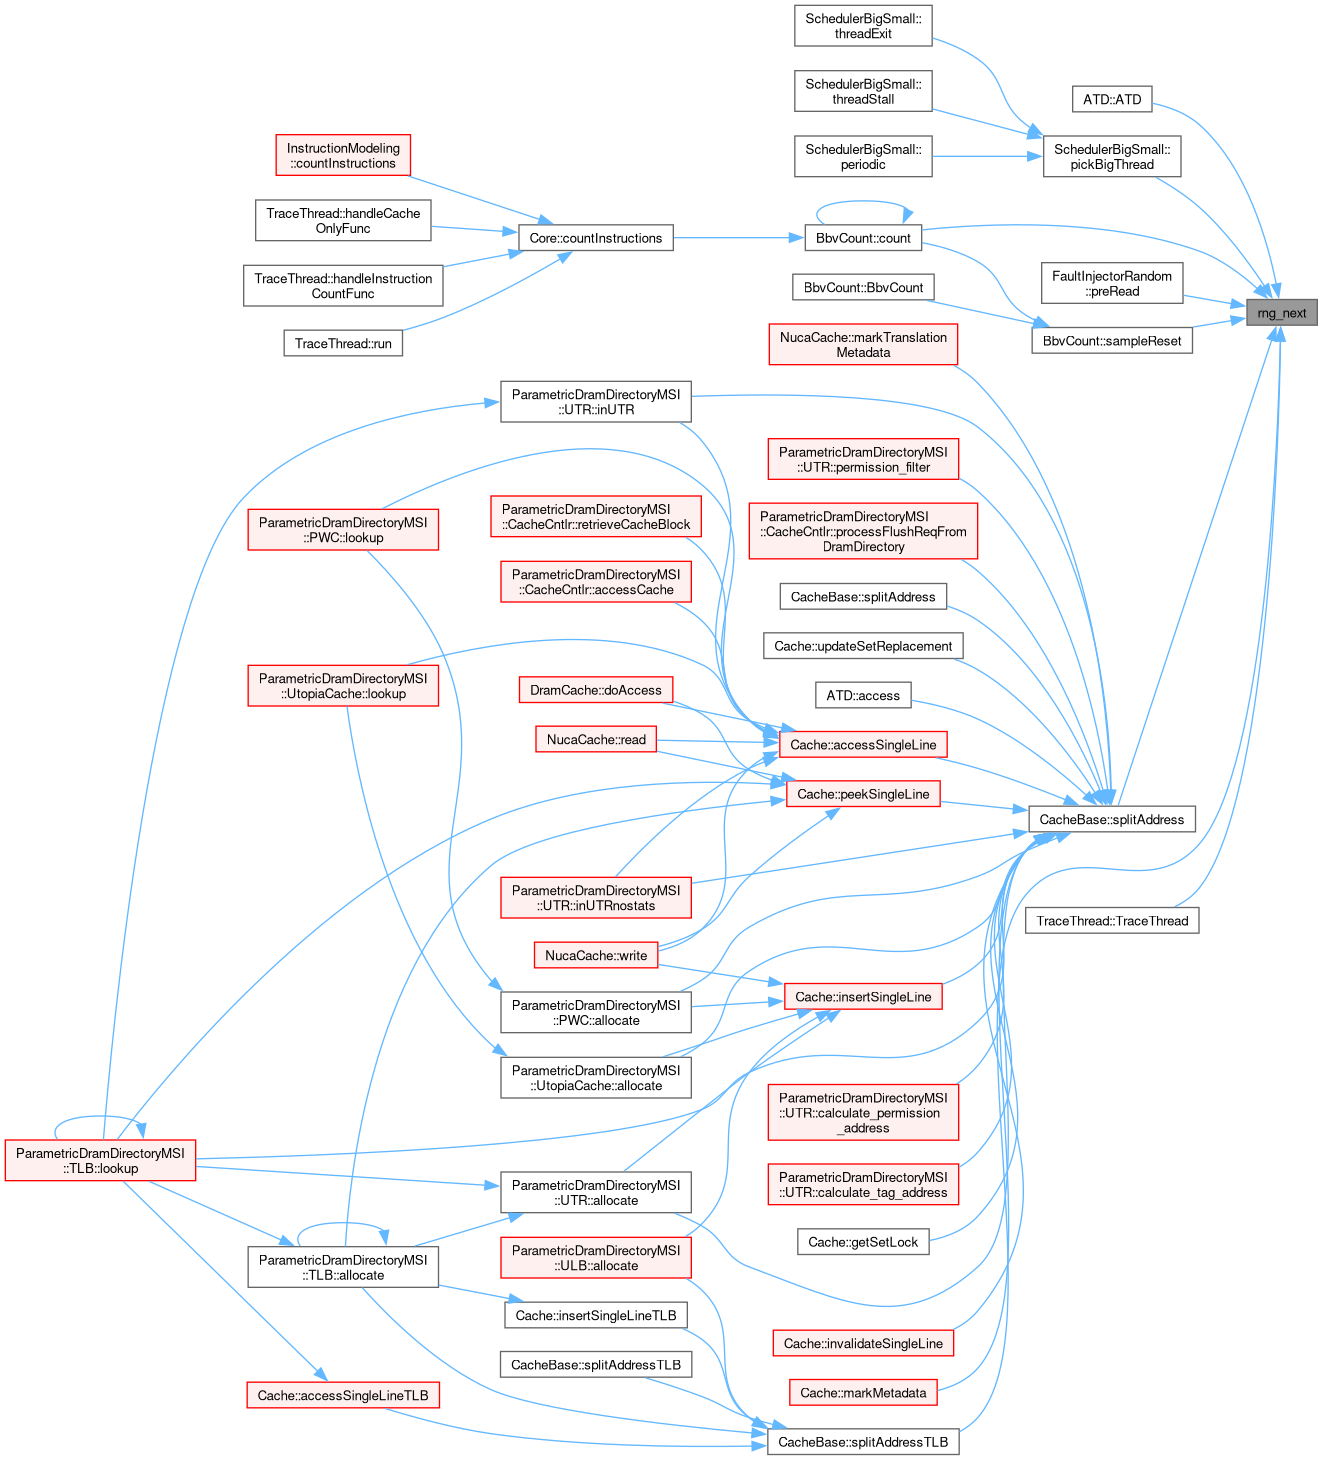 SchedulerBigSmall::
threadExit
SchedulerBigSmall::
threadStall
ATD::ATD
SchedulerBigSmall::
periodic
SchedulerBigSmall::
pickBigThread
InstructionModeling
::countInstructions
TraceThread::handleCache
OnlyFunc
Core::countInstructions
BbvCount::count
TraceThread::handleInstruction
CountFunc
BbvCount::BbvCount
FaultInjectorRandom
::preRead
rng_next
TraceThread::run
NucaCache::markTranslation
Metadata
BbvCount::sampleReset
ParametricDramDirectoryMSI
::UTR::inUTR
ParametricDramDirectoryMSI
::UTR::permission_filter
ParametricDramDirectoryMSI
::PWC::lookup
ParametricDramDirectoryMSI
::CacheCntlr::retrieveCacheBlock
ParametricDramDirectoryMSI
::CacheCntlr::processFlushReqFrom
DramDirectory
ParametricDramDirectoryMSI
::CacheCntlr::accessCache
CacheBase::splitAddress
Cache::updateSetReplacement
ParametricDramDirectoryMSI
::UtopiaCache::lookup
DramCache::doAccess
ATD::access
NucaCache::read
Cache::accessSingleLine
Cache::peekSingleLine
CacheBase::splitAddress
ParametricDramDirectoryMSI
::UTR::inUTRnostats
TraceThread::TraceThread
NucaCache::write
ParametricDramDirectoryMSI
::PWC::allocate
Cache::insertSingleLine
ParametricDramDirectoryMSI
::UtopiaCache::allocate
ParametricDramDirectoryMSI
::UTR::calculate_permission
_address
ParametricDramDirectoryMSI
::TLB::lookup
ParametricDramDirectoryMSI
::UTR::allocate
ParametricDramDirectoryMSI
::UTR::calculate_tag_address
Cache::getSetLock
ParametricDramDirectoryMSI
::TLB::allocate
ParametricDramDirectoryMSI
::ULB::allocate
Cache::insertSingleLineTLB
Cache::invalidateSingleLine
CacheBase::splitAddressTLB
Cache::accessSingleLineTLB
Cache::markMetadata
CacheBase::splitAddressTLB